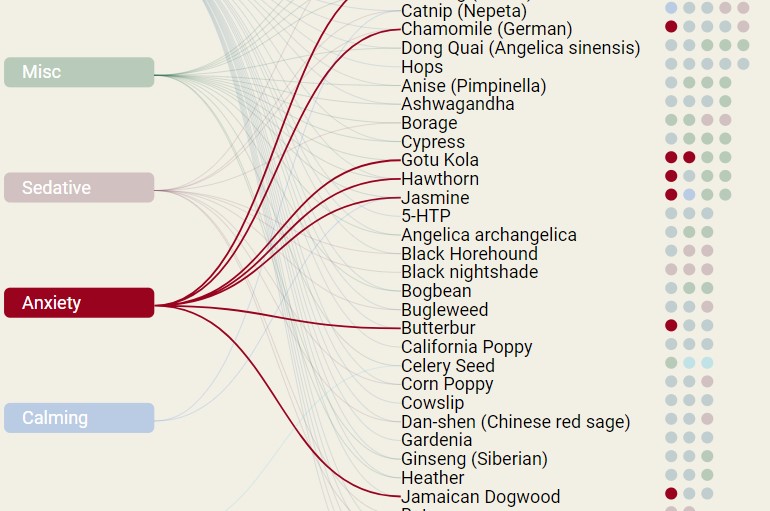 Catnip (Nepeta)
Chamomile (German)
Dong Quai (Angelica sinensis)
Misc
Hops
Anise (Pimpinella)
Ashwagandha
Borage
Cypress
Gotu Kola
Hawthorn
Sedative
Jasmine
5-HTP
Angelica archangelica
Black Horehound
Black nightshade
Bogbean
Anxiety
Bugleweed
Butterbur
California Poppy
Celery Seed
Corn Poppy
Cowslip
Calming
Dan-shen (Chinese red sage)
Gardenia
Ginseng (Siberian)
Heather
Jamaican Dogwood